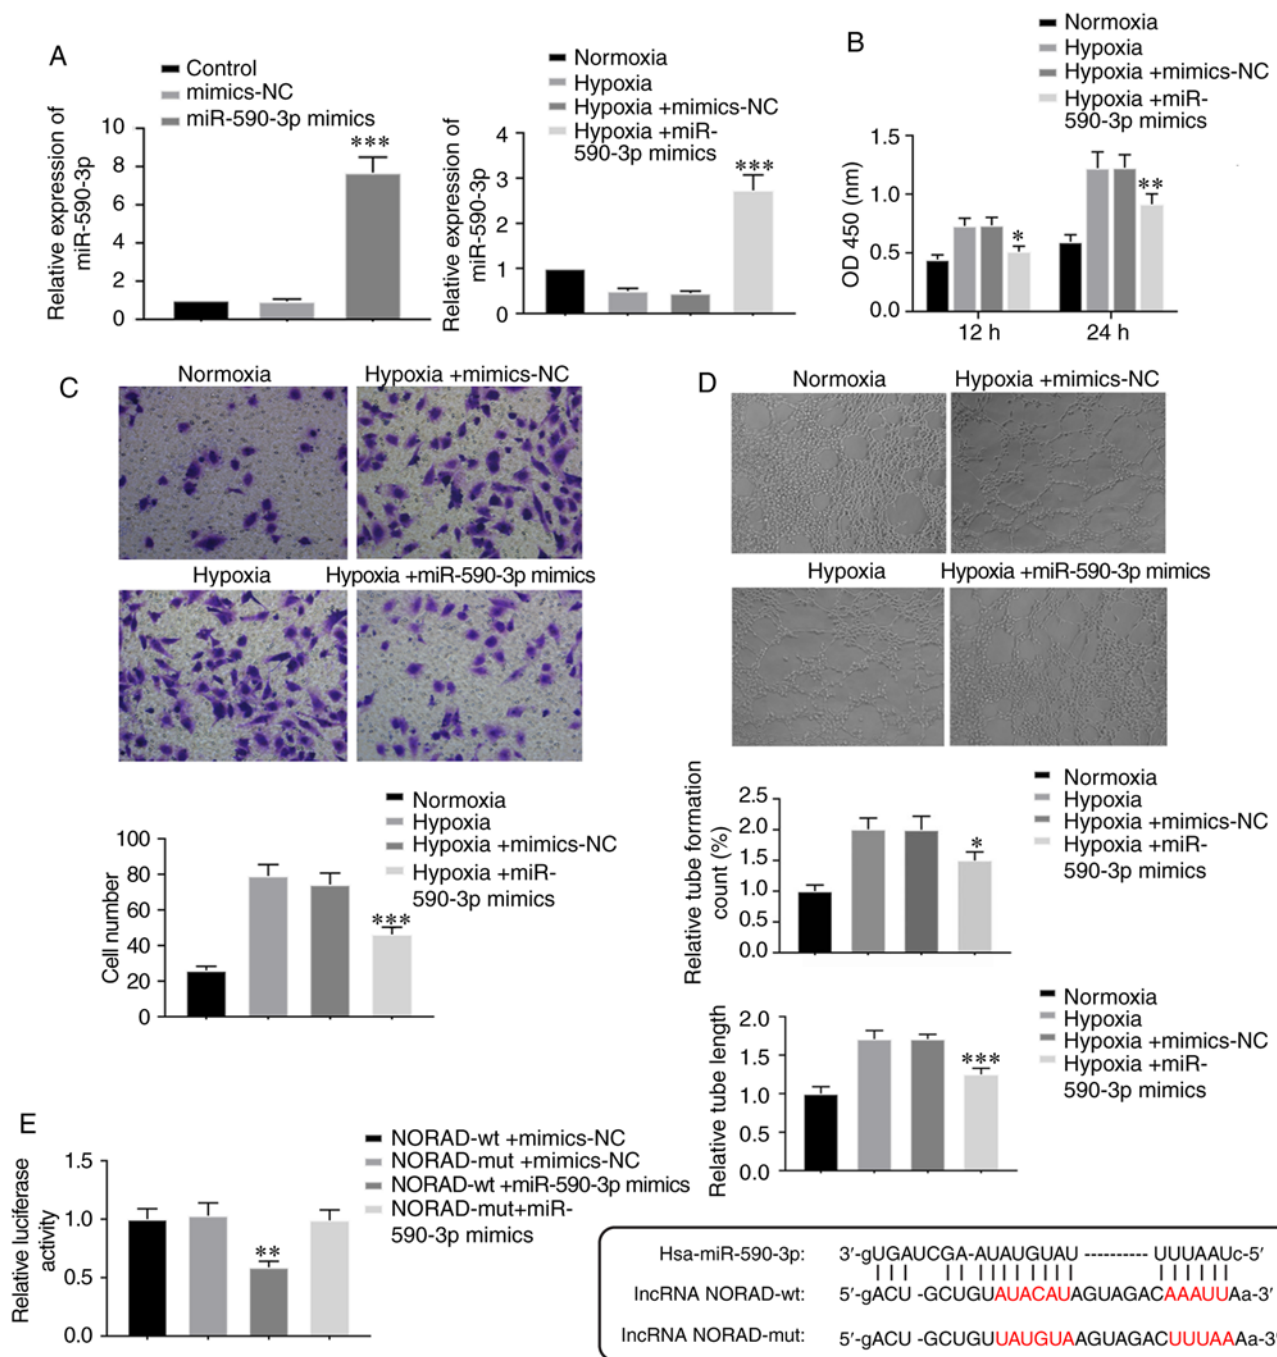 A
Control
mimics-NC
miR-590-3p mimics
Relative expression of
miR-590-3p
10
8
6
4
2
0
***
Normoxia
Hypoxia
Hypoxia +mimics-NC
Hypoxia +miR-
590-3p mimics
Relative expression of
miR-590-3p
4
3
2
1
0
***
B
Normoxia
Hypoxia
Hypoxia +mimics-NC
Hypoxia +miR-
590-3p mimics
OD 450 (nm)
1.5
1.0
0.5
0.0
*
**
12 h 24 h
C
Normoxia Hypoxia +mimics-NC
Hypoxia Hypoxia +miR-590-3p mimics
Normoxia
Hypoxia
Hypoxia +mimics-NC
Hypoxia +miR-
590-3p mimics
Cell number
100
80
60
40
20
0
***
D
Normoxia Hypoxia +mimics-NC
Hypoxia Hypoxia +miR-590-3p mimics
Normoxia
Hypoxia
Hypoxia +mimics-NC
Hypoxia +miR-
590-3p mimics
Relative tube formation
count (%)
2.5
2.0
1.5
1.0
0.5
0.0
*
Normoxia
Hypoxia
Hypoxia +mimics-NC
Hypoxia +miR-
590-3p mimics
Relative tube length
2.0
1.5
1.0
0.5
0.0
***
E
NORAD-wt +mimics-NC
NORAD-mut +mimics-NC
NORAD-wt +miR-590-3p mimics
NORAD-mut+miR-
590-3p mimics
Relative luciferase
activity
1.5
1.0
0.5
0.0
**
Hsa-miR-590-3p: 3′-gUGAUCGA-AUAUGUAU ---------- UUUAAUc-5′
lncRNA NORAD-wt: 5′-gACU -GCUGUAUACAUAGUAGACAAAUUAa-3′
lncRNA NORAD-mut: 5′-gACU -GCUGUUAUGUAAGUAGACUUUAAAa-3′